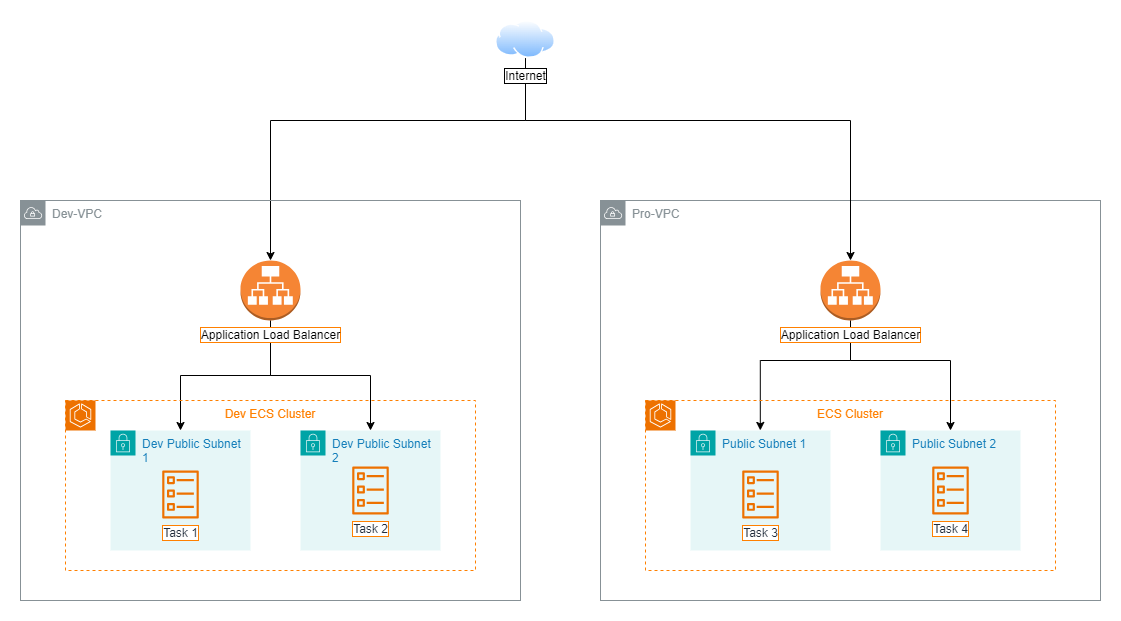 Internet
Dev-VPC
Pro-VPC
Application Load Balancer
Application Load Balancer
Dev ECS Cluster
ECS Cluster
Dev Public Subnet
1
Dev Public Subnet
2
Public Subnet 1
Public Subnet 2
Task 1
Task 2
Task 3
Task 4